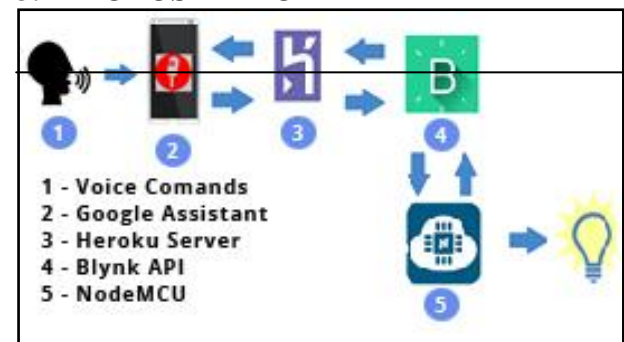 B
1
2
3
4
1 - Voice Comands
2 - Google Assistant
3 - Heroku Server
4 - Blynk API
5 - NodeMCU
5